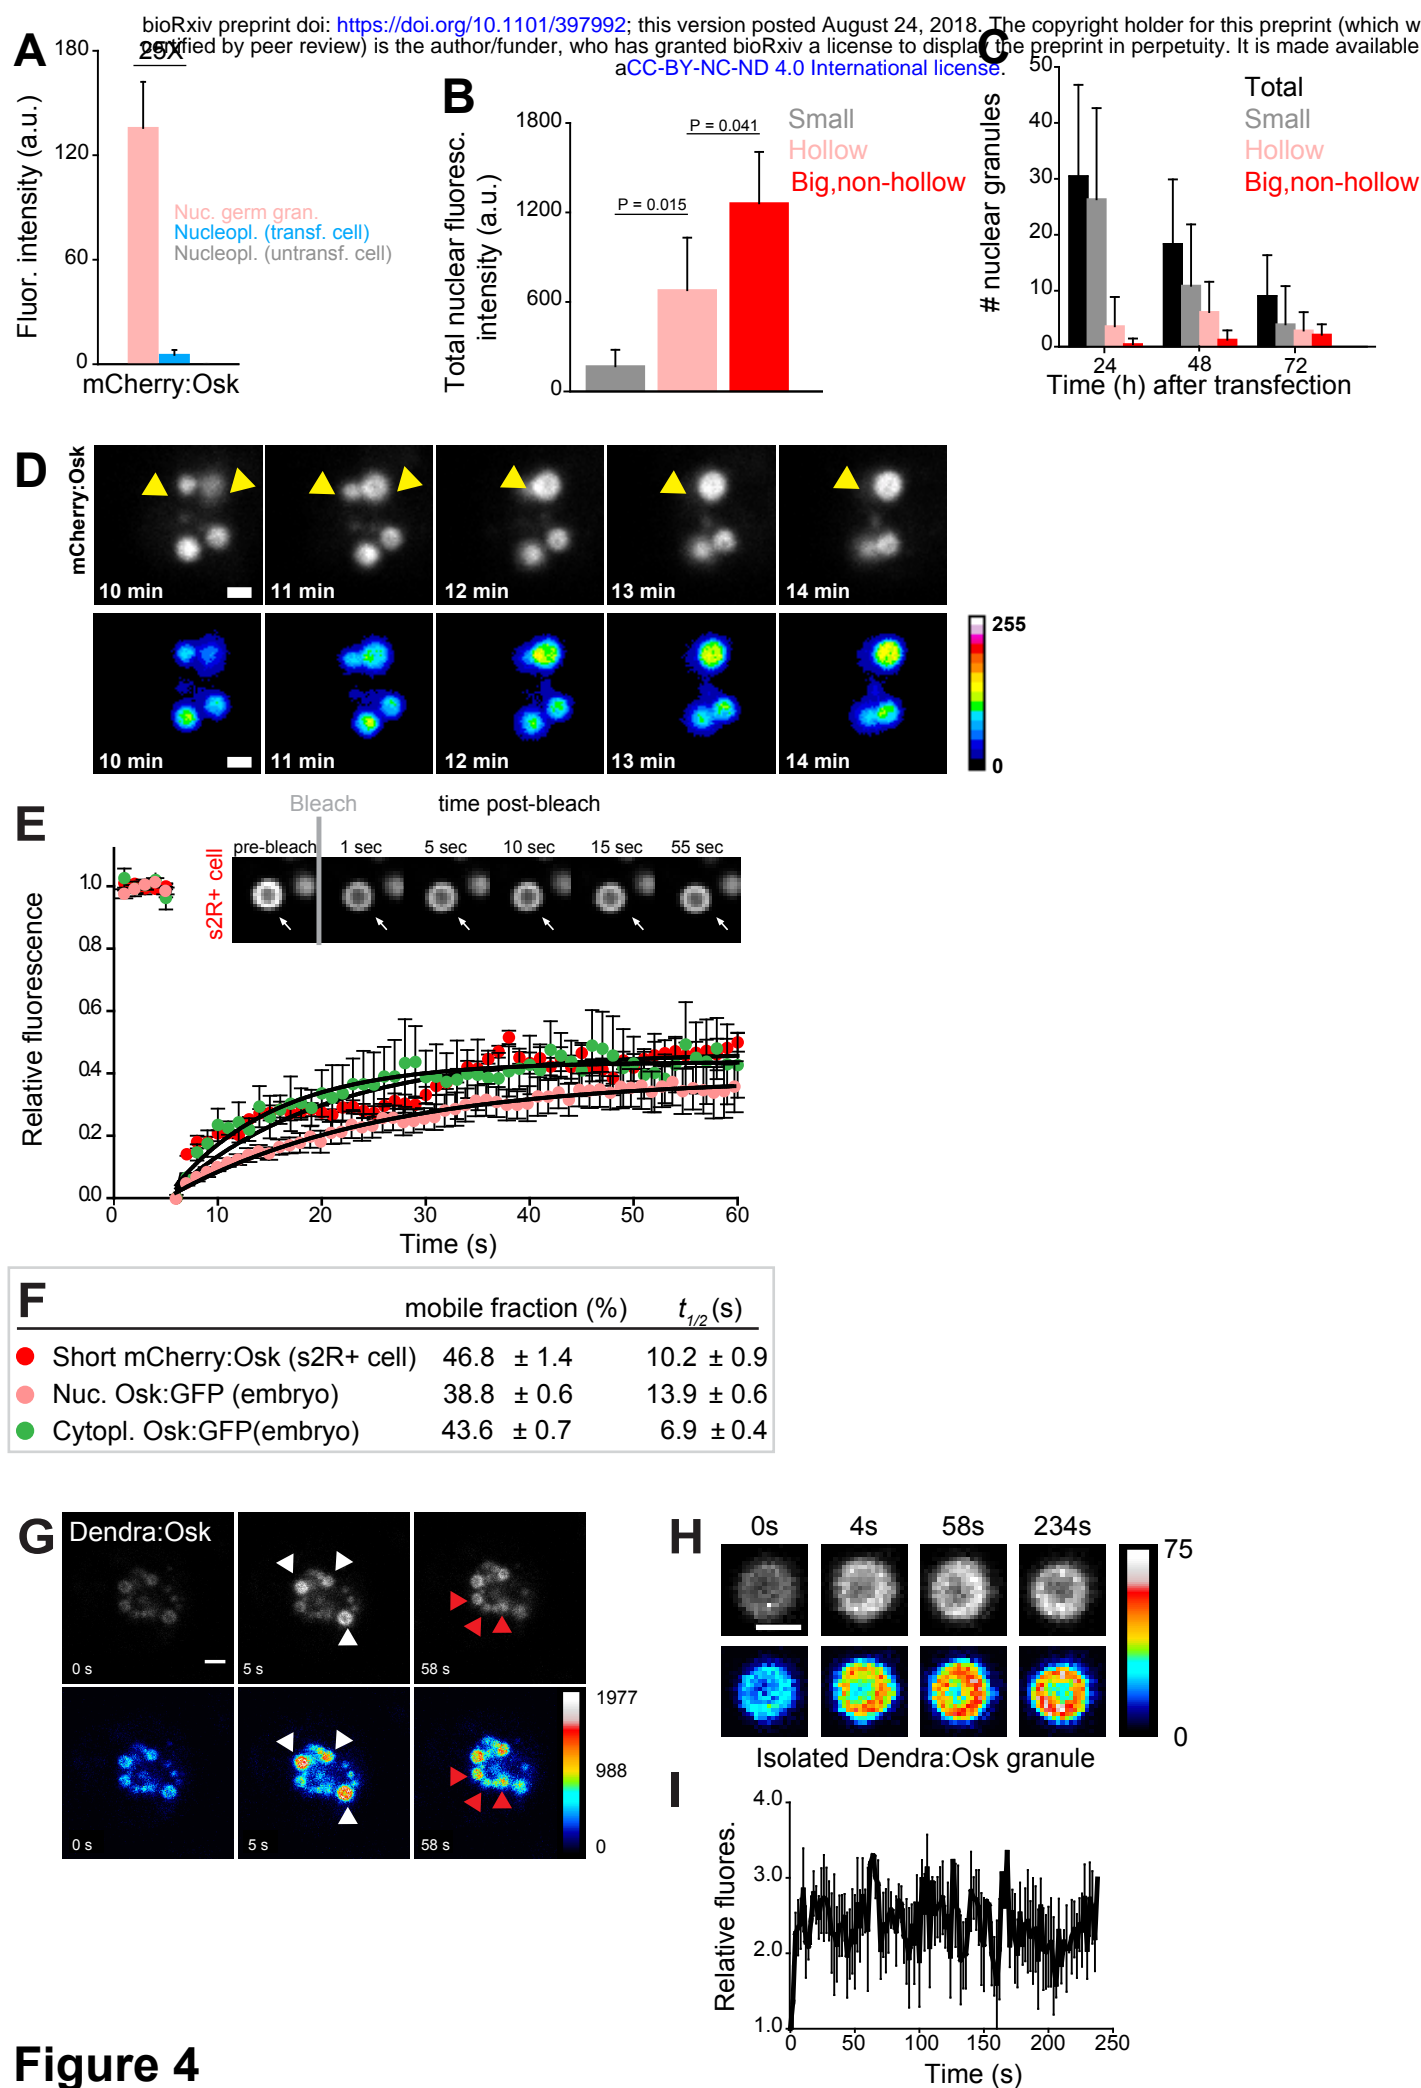 bioRxiv preprint doi: https://doi.org/10.1101/397992; this version posted August 24, 2018. The copyright holder for this preprint (which w
certified by peer review) is the author/funder, who has granted bioRxiv a license to display the preprint in perpetuity. It is made available
aCC-BY-NC-ND 4.0 International license.
A
25X
180
120
60
0
Fluor. intensity (a.u.)
Nuc. germ gran.
Nucleopl. (transf. cell)
Nucleopl. (untransf. cell)
mCherry:Osk
B
Total nuclear fluoresc.
intensity (a.u.)
1800
1200
600
0
P = 0.015
P = 0.041
Small
Hollow
Big,non-hollow
C
# nuclear granules
50
40
30
20
10
0
Total
Small
Hollow
Big,non-hollow
24 48 72
Time (h) after transfection
D
mCherry:Osk
10 min 11 min 12 min 13 min 14 min
10 min 11 min 12 min 13 min 14 min
255
0
E
Bleach time post-bleach
s2R+ cell
pre-bleach 1 sec 5 sec 10 sec 15 sec 55 sec
Relative fluorescence
1.0
0.8
0.6
0.4
0.2
0.0
0 10 20 30 40 50 60
Time (s)
F
mobile fraction (%) t1/2 (s)
Short mCherry:Osk (s2R+ cell) 46.8 ± 1.4 10.2 ± 0.9
Nuc. Osk:GFP (embryo) 38.8 ± 0.6 13.9 ± 0.6
Cytopl. Osk:GFP(embryo) 43.6 ± 0.7 6.9 ± 0.4
G
Dendra:Osk
0 s 5 s 58 s
0 s 5 s 58 s
1977
988
0
H
0s 4s 58s 234s
75
0
Isolated Dendra:Osk granule
I
Relative fluores.
4.0
3.0
2.0
1.0
0 50 100 150 200 250
Time (s)
Figure 4